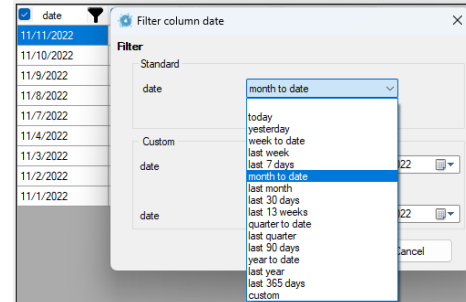 date
Filter column date
11/11/2022
11/10/2022
11/9/2022
11/8/2022
11/7/2022
11/4/2022
11/3/2022
11/2/2022
11/1/2022
Filter
Standard
date
month to date
today
yesterday
week to date
last week
last 7 days
month to date
last month
last 30 days
last 13 weeks
quarter to date
last quarter
last 90 days
year to date
last year
last 365 days
custom
Custom
date
22
date
22
Cancel